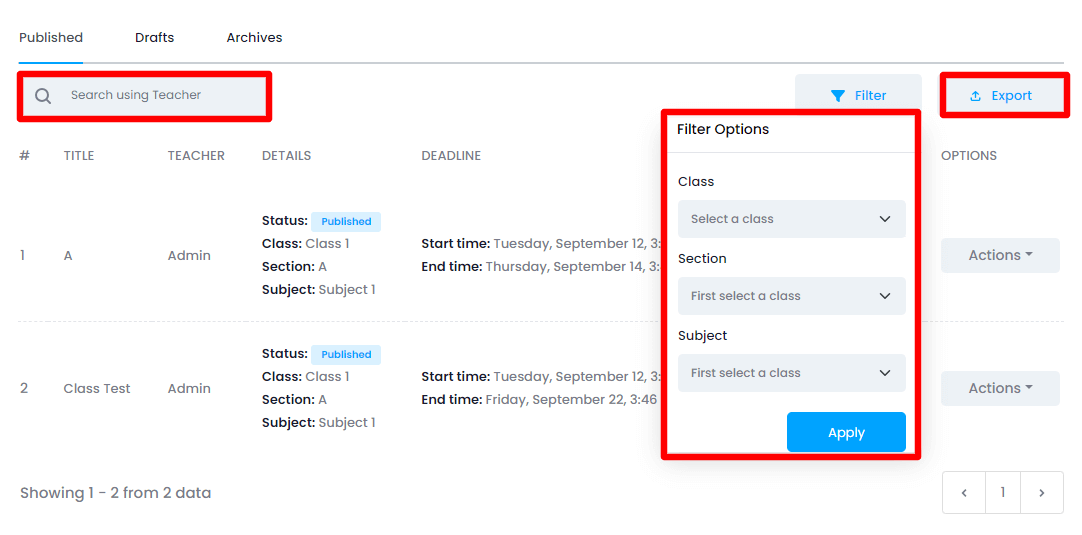 Published Drafts Archives
Search using Teacher Filter Export
Filter Options
# TITLE TEACHER DETAILS DEADLINE OPTIONS
Class
Select a class
Status: Published
1 A Admin Class: Class 1 Start time: Tuesday, September 12, 3: Actions
Section: A End time: Thursday, September 14, 3:
Subject: Subject 1
Section
First select a class
Subject
First select a class
Status: Published
2 Class Test Admin Class: Class 1 Start time: Tuesday, September 12, 3: Actions
Section: A End time: Friday, September 22, 3:46
Subject: Subject 1
Apply
Showing 1 - 2 from 2 data ‹ 1 ›